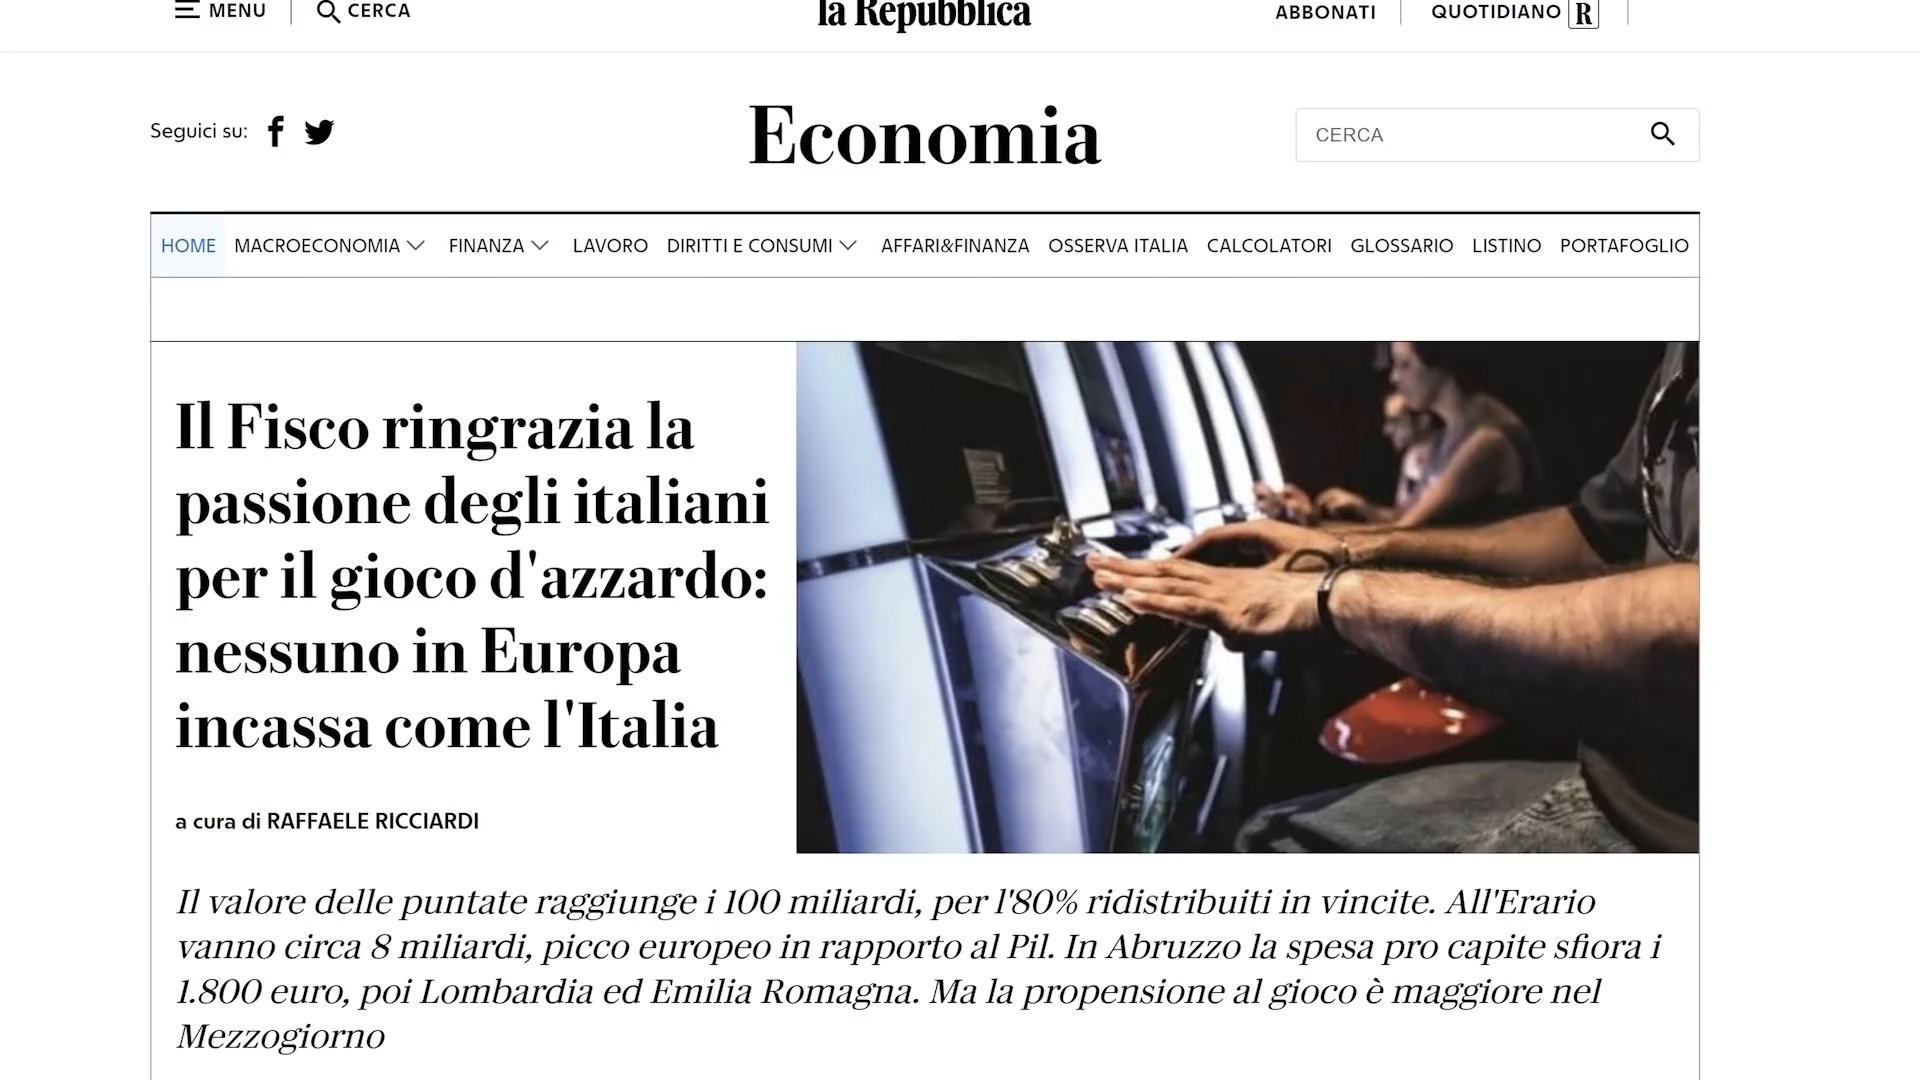 MENU
CERCA
la Repubblica
ABBONATI
QUOTIDIANO R
Seguici su:
Economia
CERCA
HOME MACROECONOMIA FINANZA LAVORO DIRITTI E CONSUMI AFFARI&FINANZA OSSERVA ITALIA CALCOLATORI GLOSSARIO LISTINO PORTAFOGLIO
Il Fisco ringrazia la
passione degli italiani
per il gioco d'azzardo:
nessuno in Europa
incassa come l'Italia
a cura di RAFFAELE RICCIARDI
Il valore delle puntate raggiunge i 100 miliardi, per l'80% ridistribuiti in vincite. All'Erario
vanno circa 8 miliardi, picco europeo in rapporto al Pil. In Abruzzo la spesa pro capite sfiora i
1.800 euro, poi Lombardia ed Emilia Romagna. Ma la propensione al gioco è maggiore nel
Mezzogiorno